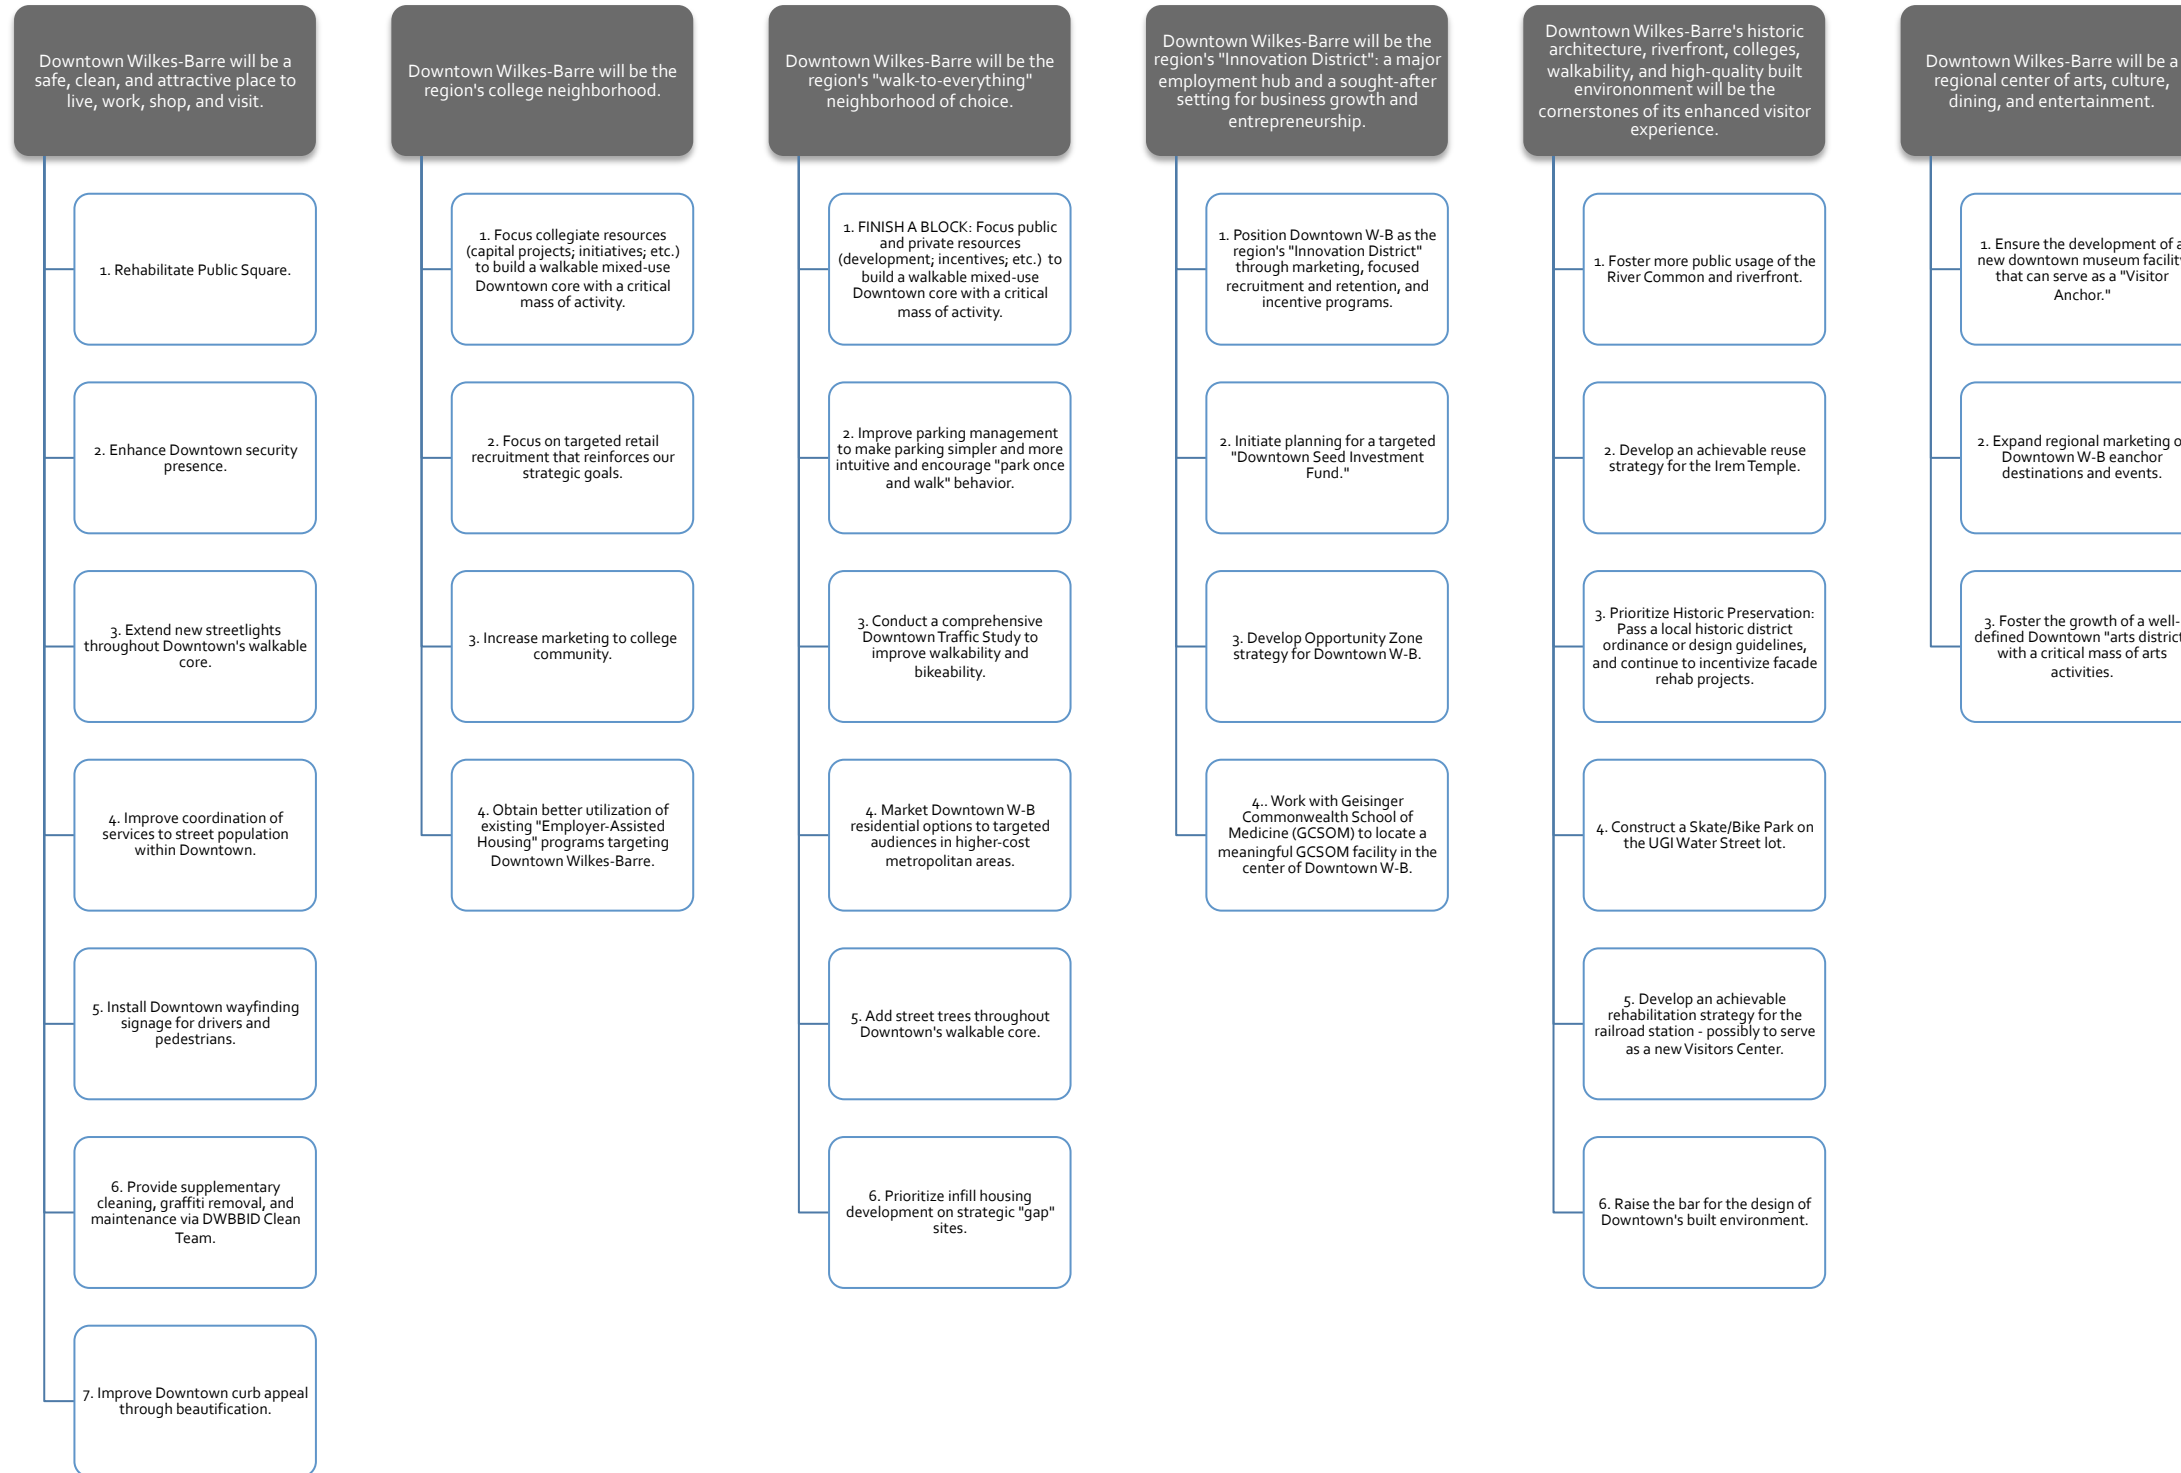 Downtown Wilkes-Barre will be a
safe, clean, and attractive place to
live, work, shop, and visit.
1. Rehabilitate Public Square.
2. Enhance Downtown security
presence.
3. Extend new streetlights
throughout Downtown's walkable
core.
4. Improve coordination of
services to street population
within Downtown.
5. Install Downtown wayfinding
signage for drivers and
pedestrians.
6. Provide supplementary
cleaning, graffiti removal, and
maintenance via DWBBID Clean
Team.
7. Improve Downtown curb appeal
through beautification.
Downtown Wilkes-Barre will be the
region's college neighborhood.
1. Focus collegiate resources
(capital projects; initiatives; etc.)
to build a walkable mixed-use
Downtown core with a critical
mass of activity.
2. Focus on targeted retail
recruitment that reinforces our
strategic goals.
3. Increase marketing to college
community.
4. Obtain better utilization of
existing "Employer-Assisted
Housing" programs targeting
Downtown Wilkes-Barre.
Downtown Wilkes-Barre will be the
region's "walk-to-everything"
neighborhood of choice.
1. FINISH A BLOCK: Focus public
and private resources
(development; incentives; etc.) to
build a walkable mixed-use
Downtown core with a critical
mass of activity.
2. Improve parking management
to make parking simpler and more
intuitive and encourage "park once
and walk" behavior.
3. Conduct a comprehensive
Downtown Traffic Study to
improve walkability and
bikeability.
4. Market Downtown W-B
residential options to targeted
audiences in higher-cost
metropolitan areas.
5. Add street trees throughout
Downtown's walkable core.
6. Prioritize infill housing
development on strategic "gap"
sites.
Downtown Wilkes-Barre will be the
region's "Innovation District": a major
employment hub and a sought-after
setting for business growth and
entrepreneurship.
1. Position Downtown W-B as the
region's "Innovation District"
through marketing, focused
recruitment and retention, and
incentive programs.
2. Initiate planning for a targeted
"Downtown Seed Investment
Fund."
3. Develop Opportunity Zone
strategy for Downtown W-B.
4.. Work with Geisinger
Commonwealth School of
Medicine (GCSOM) to locate a
meaningful GCSOM facility in the
center of Downtown W-B.
Downtown Wilkes-Barre's historic
architecture, riverfront, colleges,
walkability, and high-quality built
environonment will be the
cornerstones of its enhanced visitor
experience.
1. Foster more public usage of the
River Common and riverfront.
2. Develop an achievable reuse
strategy for the Irem Temple.
3. Prioritize Historic Preservation:
Pass a local historic district
ordinance or design guidelines,
and continue to incentivize facade
rehab projects.
4. Construct a Skate/Bike Park on
the UGI Water Street lot.
5. Develop an achievable
rehabilitation strategy for the
railroad station - possibly to serve
as a new Visitors Center.
6. Raise the bar for the design of
Downtown's built environment.
Downtown Wilkes-Barre will be a
regional center of arts, culture,
dining, and entertainment.
1. Ensure the development of a
new downtown museum facility
that can serve as a "Visitor
Anchor."
2. Expand regional marketing
Downtown W-B eanchor
destinations and events.
3. Foster the growth of a well-
defined Downtown "arts district
with a critical mass of arts
activities.